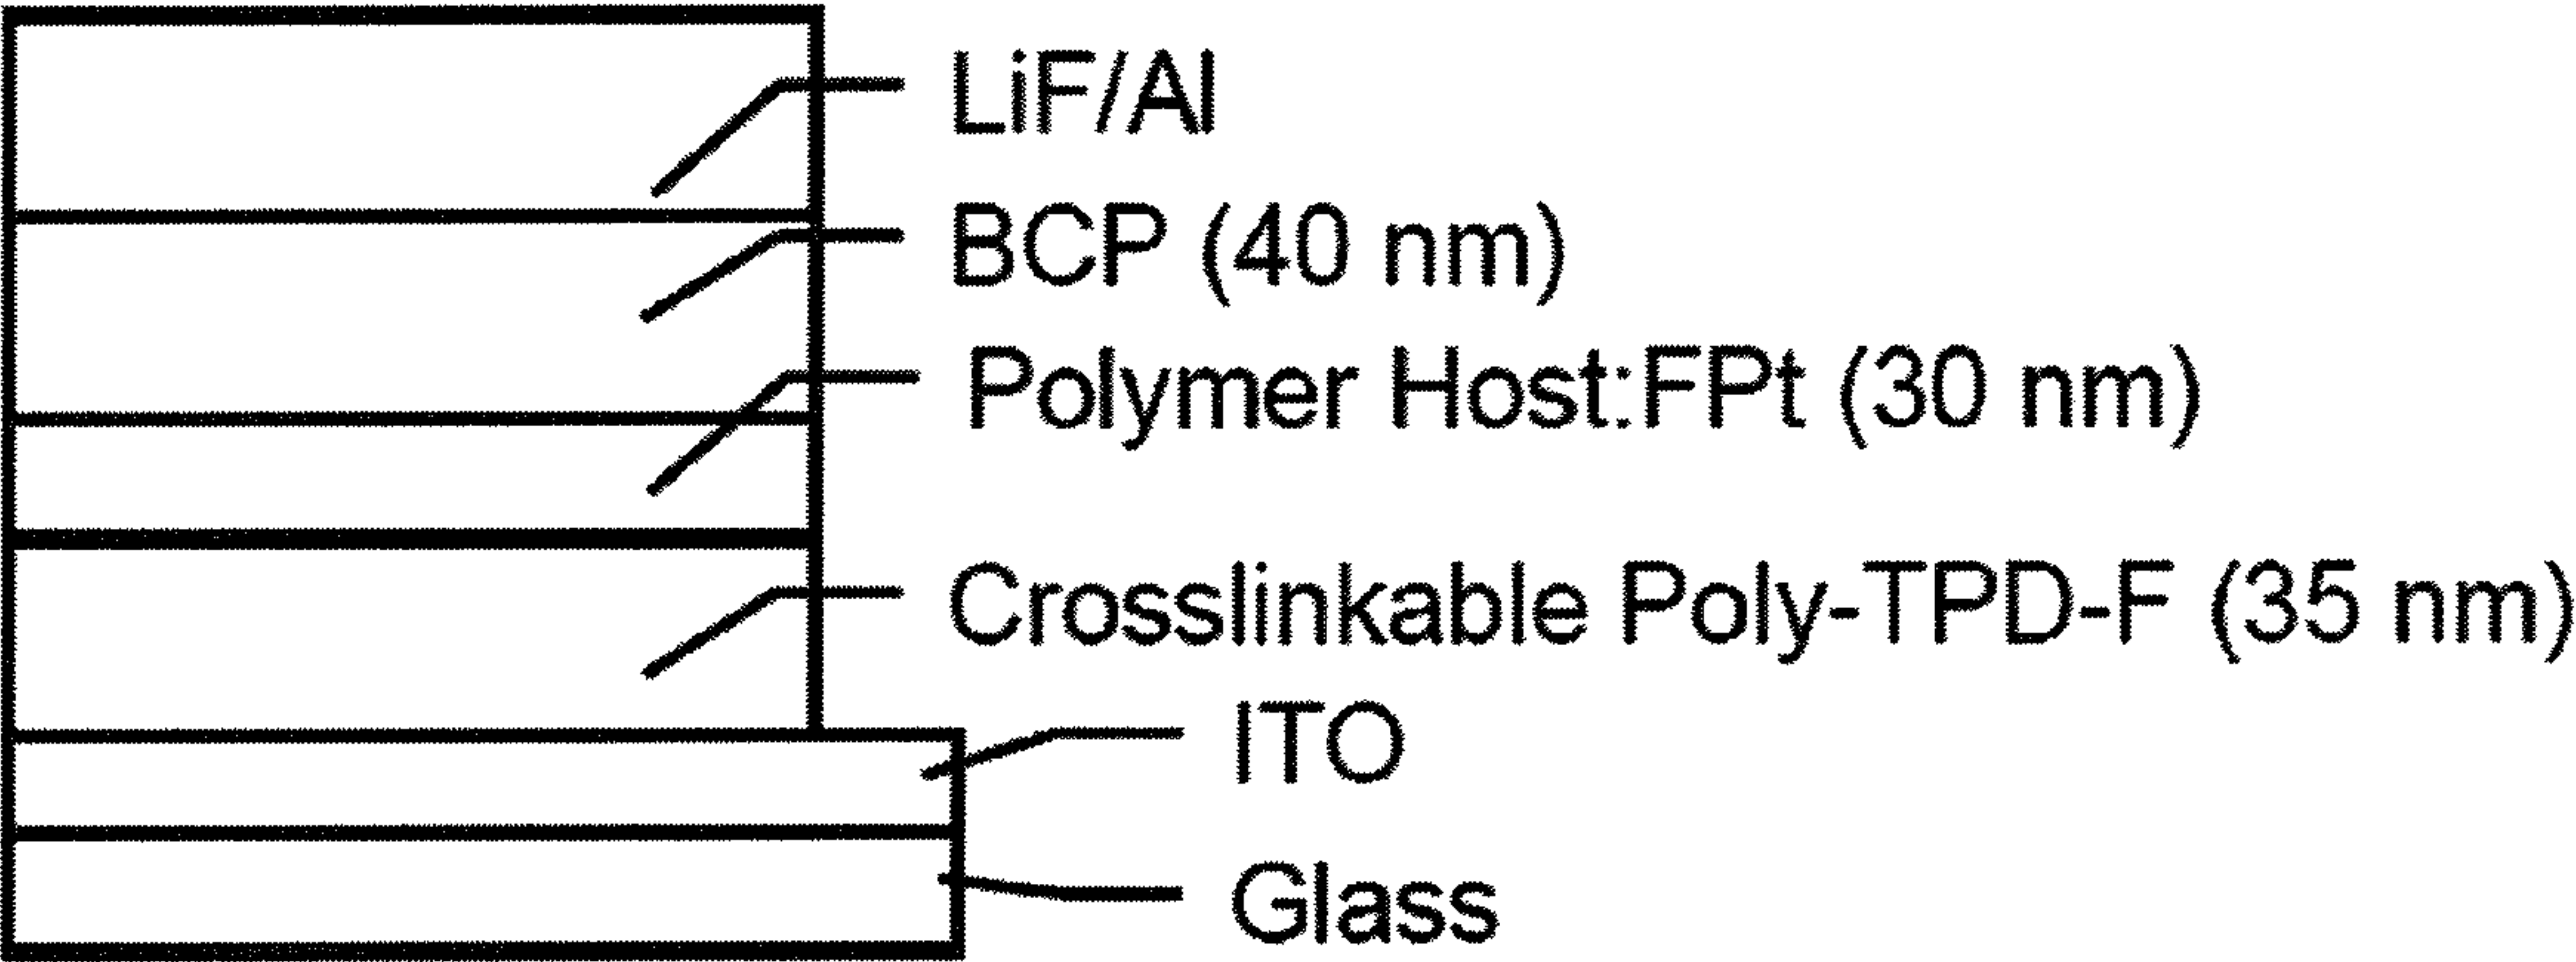 LiF/Al
BCP (40 nm)
Polymer Host:FPt (30 nm)
Crosslinkable Poly-TPD-F (35 nm)
ITO
Glass